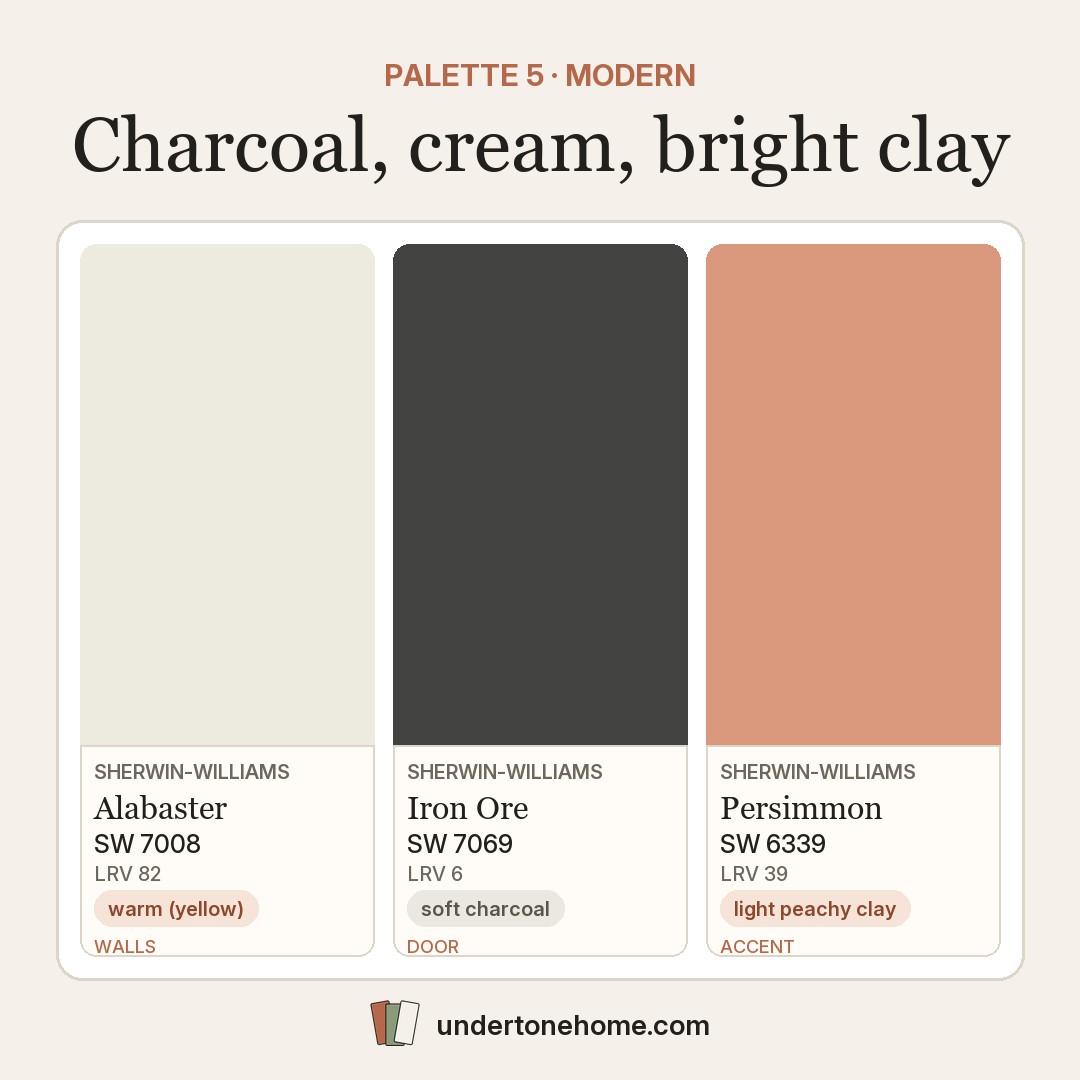 PALETTE 5 · MODERN
Charcoal, cream, bright clay
SHERWIN-WILLIAMS
Alabaster
SW 7008
LRV 82
warm (yellow)
WALLS
SHERWIN-WILLIAMS
Iron Ore
SW 7069
LRV 6
soft charcoal
DOOR
SHERWIN-WILLIAMS
Persimmon
SW 6339
LRV 39
light peachy clay
ACCENT
undertonehome.com